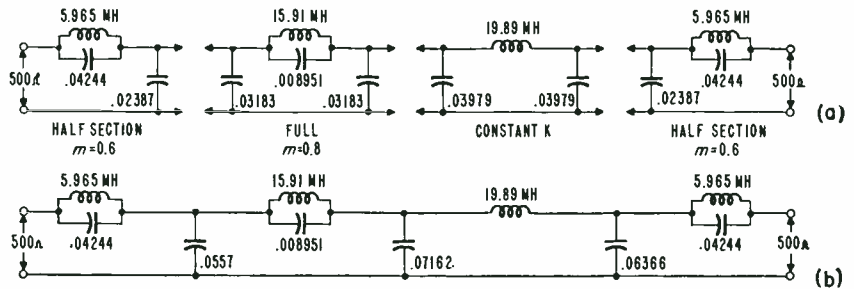 5.965 MH
15.91 MH
19.89 MH
5.965 MH
500Ω
.04244
.02387
.03183
.008951
.03183
.03979
.03979
.02387
.04244
500Ω
(a)
HALF SECTION
m=0.6
FULL
m=0.8
CONSTANT K
HALF SECTION
m=0.6
5.965 MH
15.91 MH
19.89 MH
5.965 MH
500Ω
.04244
.0557
.008951
.07162
.06366
.04244
500Ω
(b)